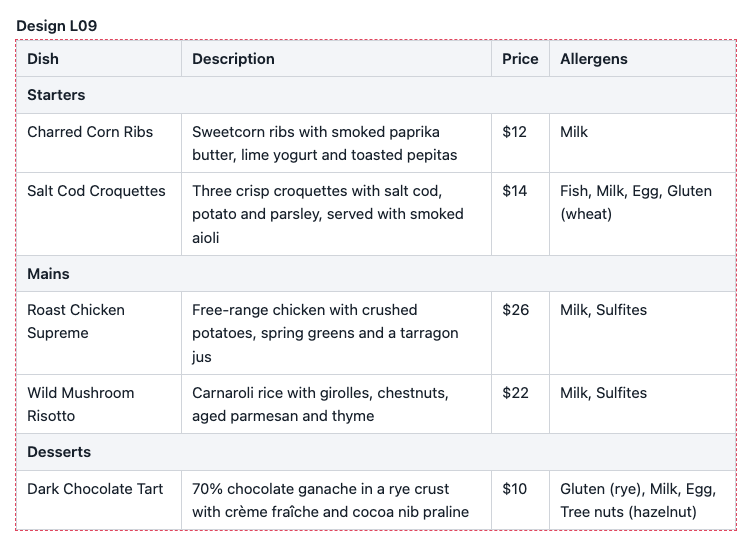 Design L09
Dish Description Price Allergens
Starters
Charred Corn Ribs Sweetcorn ribs with smoked paprika $12 Milk
butter, lime yogurt and toasted pepitas
Salt Cod Croquettes Three crisp croquettes with salt cod, $14 Fish, Milk, Egg, Gluten
potato and parsley, served with smoked (wheat)
aioli
Mains
Roast Chicken Free-range chicken with crushed $26 Milk, Sulfites
Supreme potatoes, spring greens and a tarragon
jus
Wild Mushroom Carnaroli rice with girolles, chestnuts, $22 Milk, Sulfites
Risotto aged parmesan and thyme
Desserts
Dark Chocolate Tart 70% chocolate ganache in a rye crust $10 Gluten (rye), Milk, Egg,
with crème fraîche and cocoa nib praline Tree nuts (hazelnut)